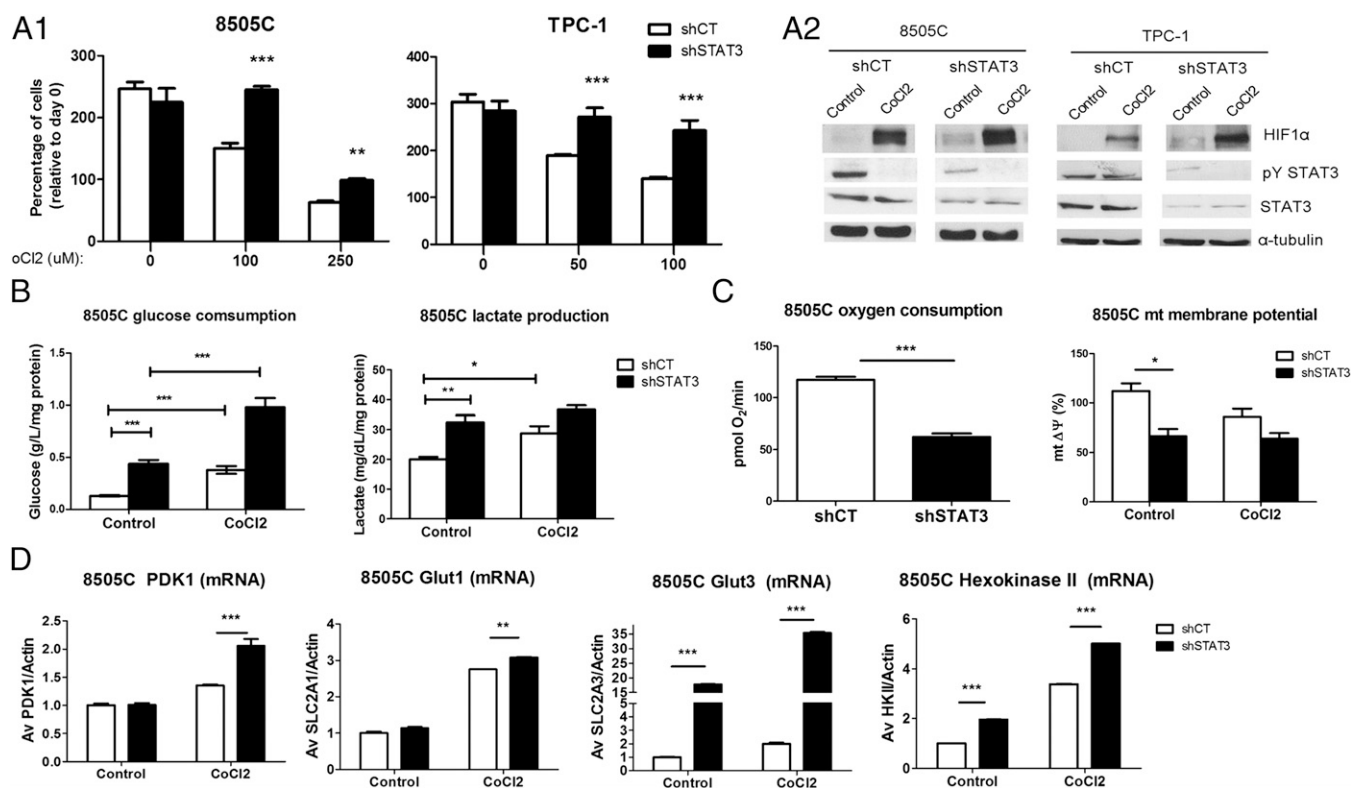 A1
8505C
TPC-1
shCT
shSTAT3
Percentage of cells
(relative to day 0)
300
200
100
0
***
**
oCl2 (uM):
0
100
250
400
300
200
100
0
***
***
0
50
100
A2
8505C
TPC-1
shCT
shSTAT3
shCT
shSTAT3
Control
CoCl2
Control
CoCl2
Control
CoCl2
Control
CoCl2
HIF1α
pY STAT3
STAT3
α-tubulin
B
8505C glucose comsumption
Glucose (g/L/mg protein)
1.5
1.0
0.5
0.0
***
***
***
Control
CoCl2
8505C lactate production
Lactate (mg/dL/mg protein)
50
40
30
20
10
0
*
**
shCT
shSTAT3
Control
CoCl2
C
8505C oxygen consumption
pmol O2/min
150
100
50
0
***
shCT
shSTAT3
8505C mt membrane potential
mt ΔΨ (%)
150
100
50
0
*
shCT
shSTAT3
Control
CoCl2
D
8505C PDK1 (mRNA)
Av PDK1/Actin
2.5
2.0
1.5
1.0
0.5
0.0
***
Control
CoCl2
8505C Glut1 (mRNA)
Av SLC2A1/Actin
4
3
2
1
0
**
Control
CoCl2
8505C Glut3 (mRNA)
Av SLC2A3/Actin
35
30
25
20
15
5
4
3
2
1
0
***
***
Control
CoCl2
8505C Hexokinase II (mRNA)
Av HKII/Actin
6
4
2
0
***
***
shCT
shSTAT3
Control
CoCl2